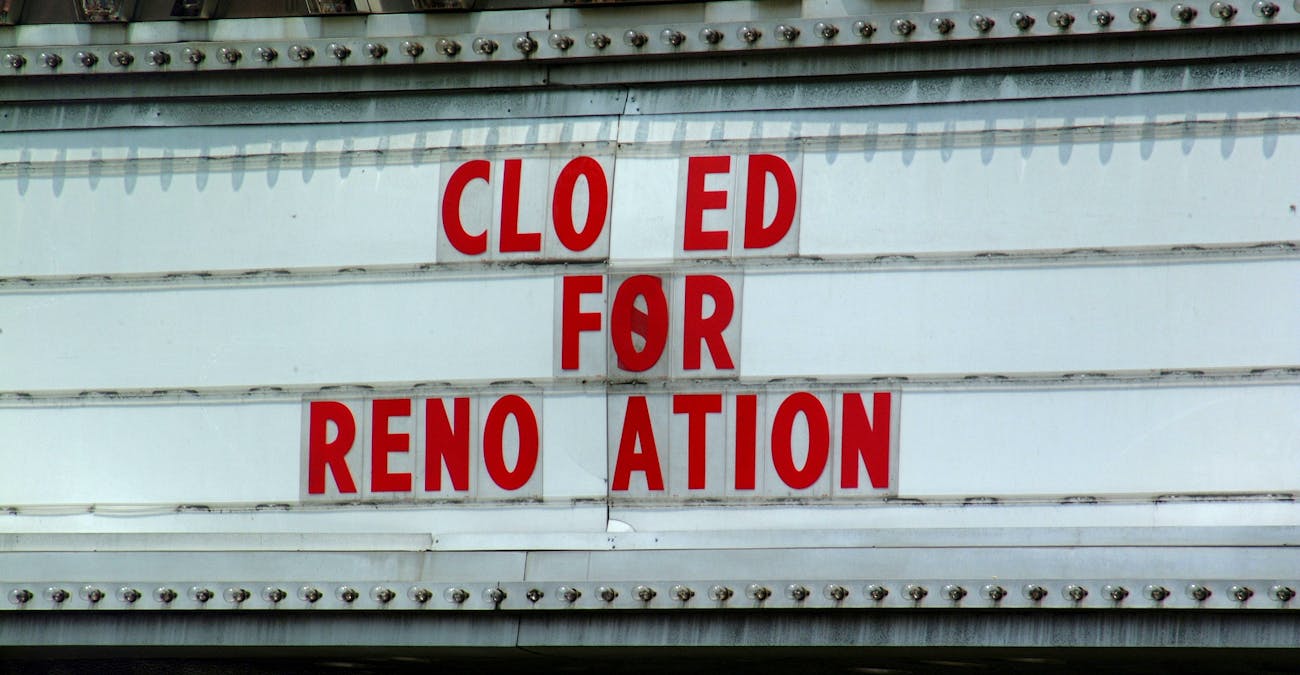 CLO ED
FOR
RENO ATION